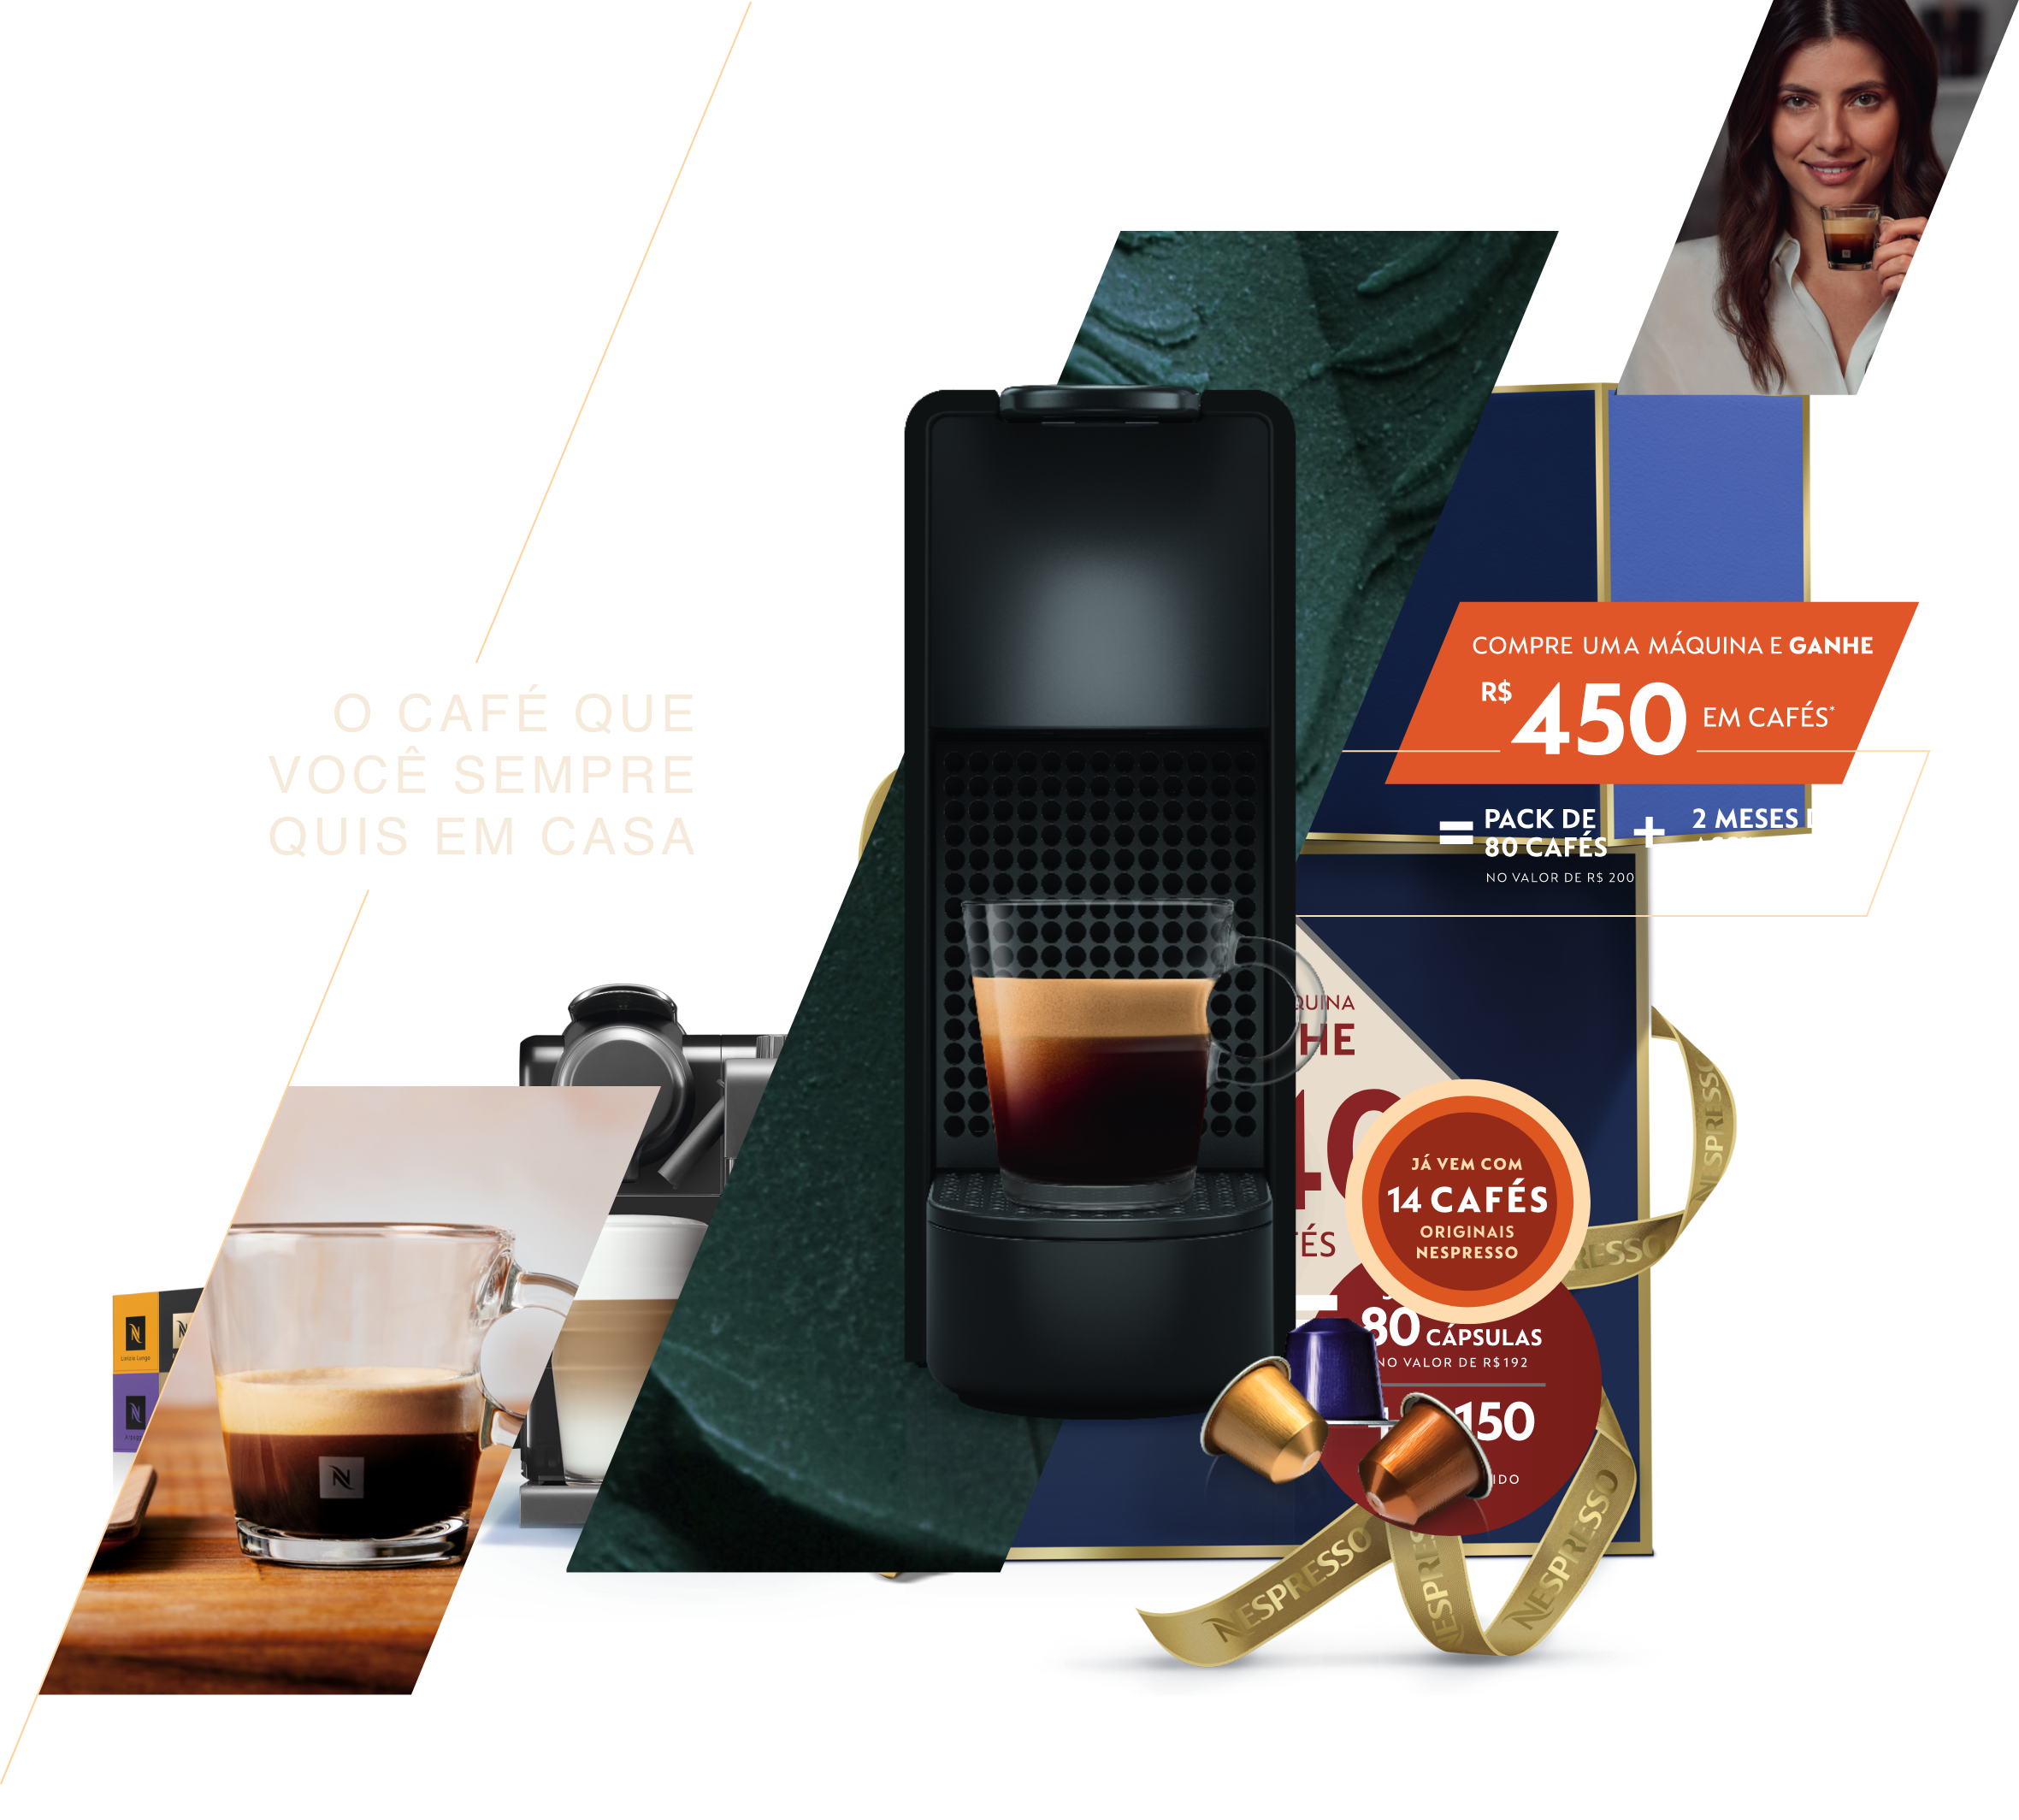 O CAFÉ QUE
VOCÊ SEMPRE
QUIS EM CASA
COMPRE UMA MÁQUINA E GANHE
R$ 450 EM CAFÉS*
= PACK DE
80 CAFÉS
NO VALOR DE R$ 200
+ 2 MESES
HE
JÁ VEM COM
14 CAFÉS
ORIGINAIS
NESPRESSO
80 CÁPSULAS
NO VALOR DE R$192
150
NESPRESSO
NESPRESSO
NESPRESSO